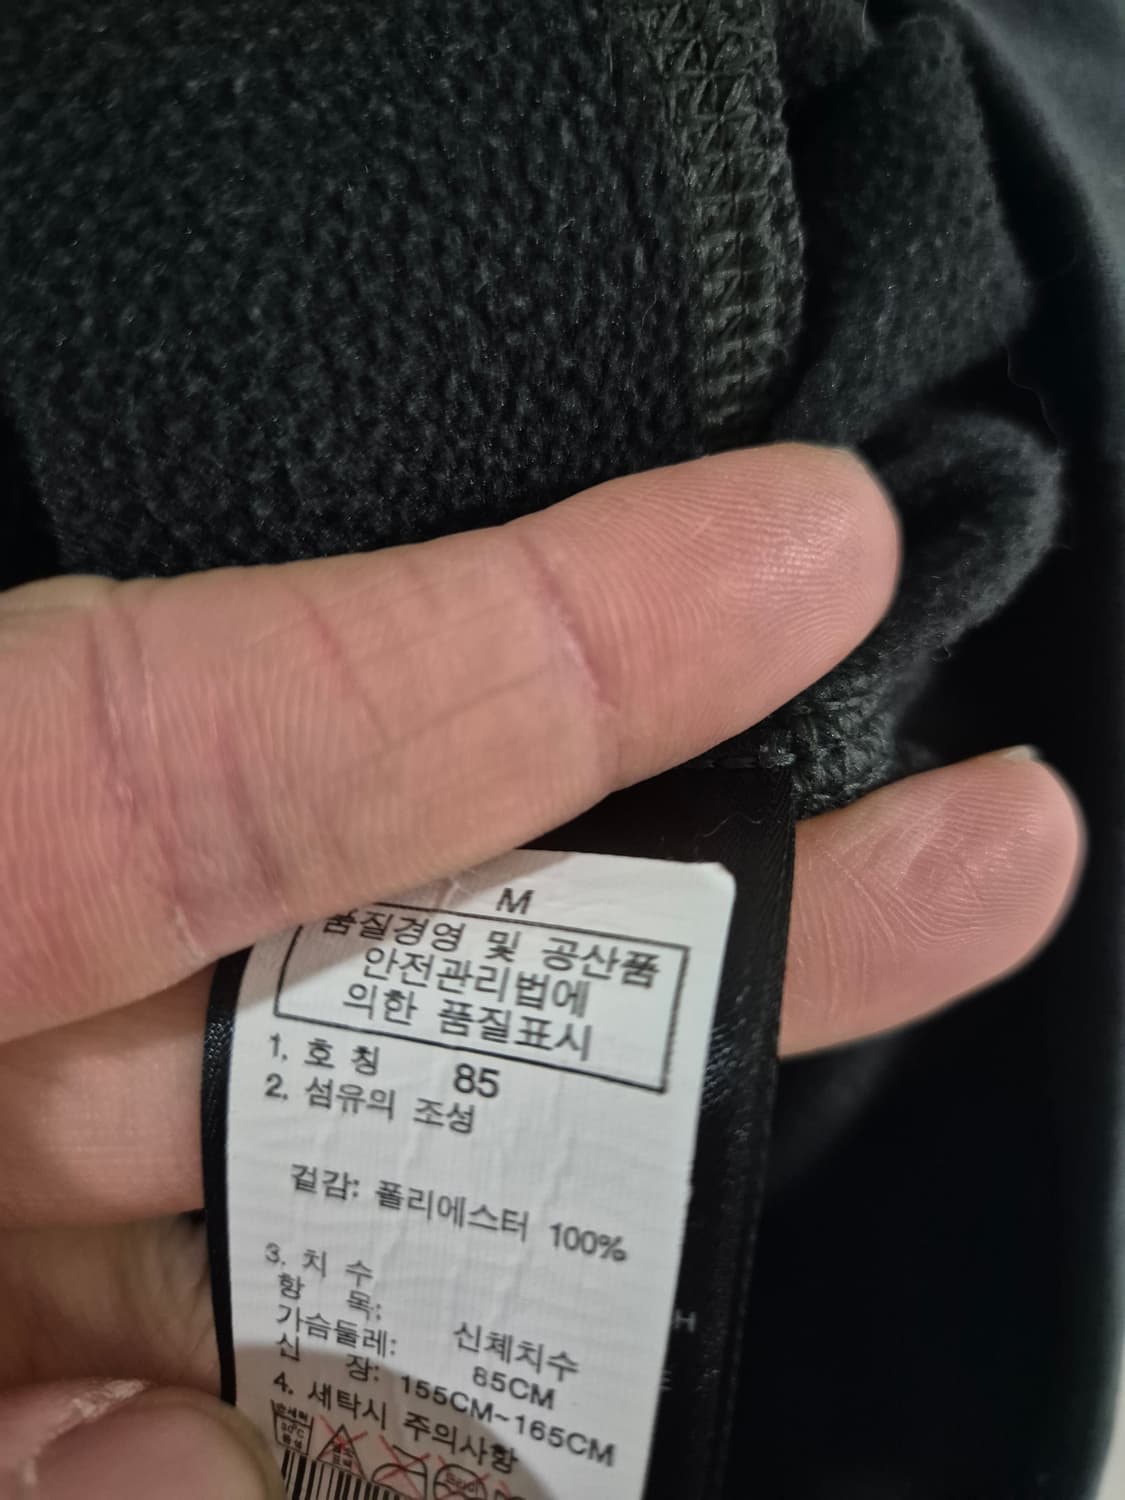 M
품질경영 및 공산품
안전관리법에
의한 품질표시
1. 호 칭 85
2. 섬유의 조성
겉감: 폴리에스터 100%
3. 치 수
항 목: 신체치수
가슴둘레: 85CM
신 장: 155CM~165CM
4. 세탁시 주의사항